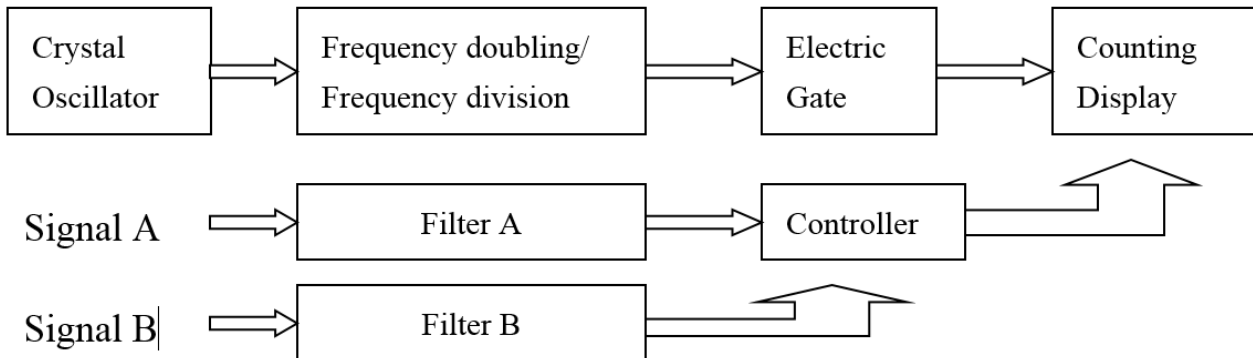 Crystal
Oscillator
Frequency doubling/
Frequency division
Electric
Gate
Counting
Display
Signal A
Filter A
Controller
Signal B
Filter B